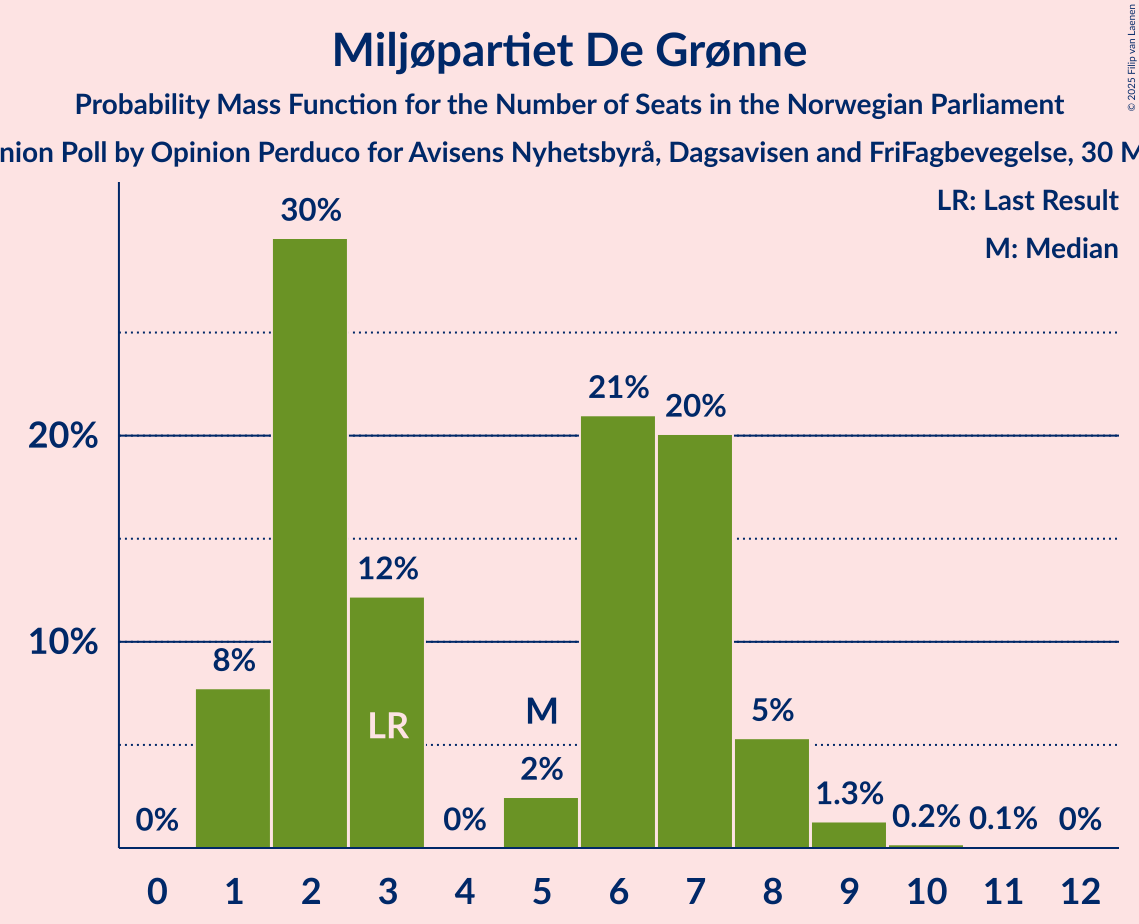 Miljøpartiet De Grønne
Probability Mass Function for the Number of Seats in the Norwegian Parliament
nion Poll by Opinion Perduco for Avisens Nyhetsbyrå, Dagsavisen and FriFagbevegelse, 30 M
© 2025 Filip van Laenen
LR: Last Result
M: Median
30%
21%
20%
20%
12%
10%
8%
LR
M
5%
2%
1.3%
0% 0% 0.2% 0.1% 0%
0 1 2 3 4 5 6 7 8 9 10 11 12